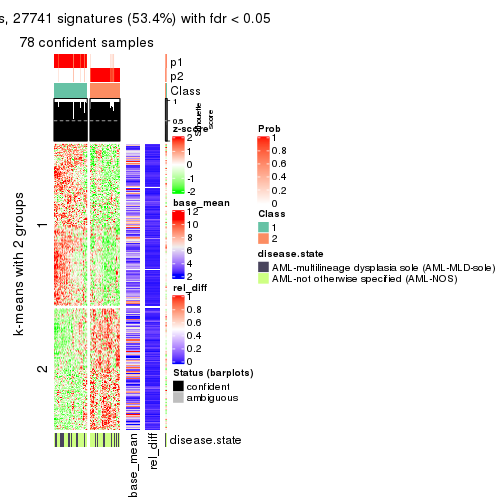 s, 27741 signatures (53.4%) with fdr < 0.05
78 confident samples
p1
p2
Class
1
0.5
0
Silhouette
score
k-means with 2 groups
1
2
z-score
2
1
0
-1
-2
base_mean
12
10
8
6
4
2
rel_diff
1
0.8
0.6
0.4
0.2
0
Status (barplots)
confident
ambiguous
disease.state
base_mean
rel_diff
Prob
1
0.8
0.6
0.4
0.2
0
Class
1
2
disease.state
AML-multilineage dysplasia sole (AML-MLD-sole)
AML-not otherwise specified (AML-NOS)